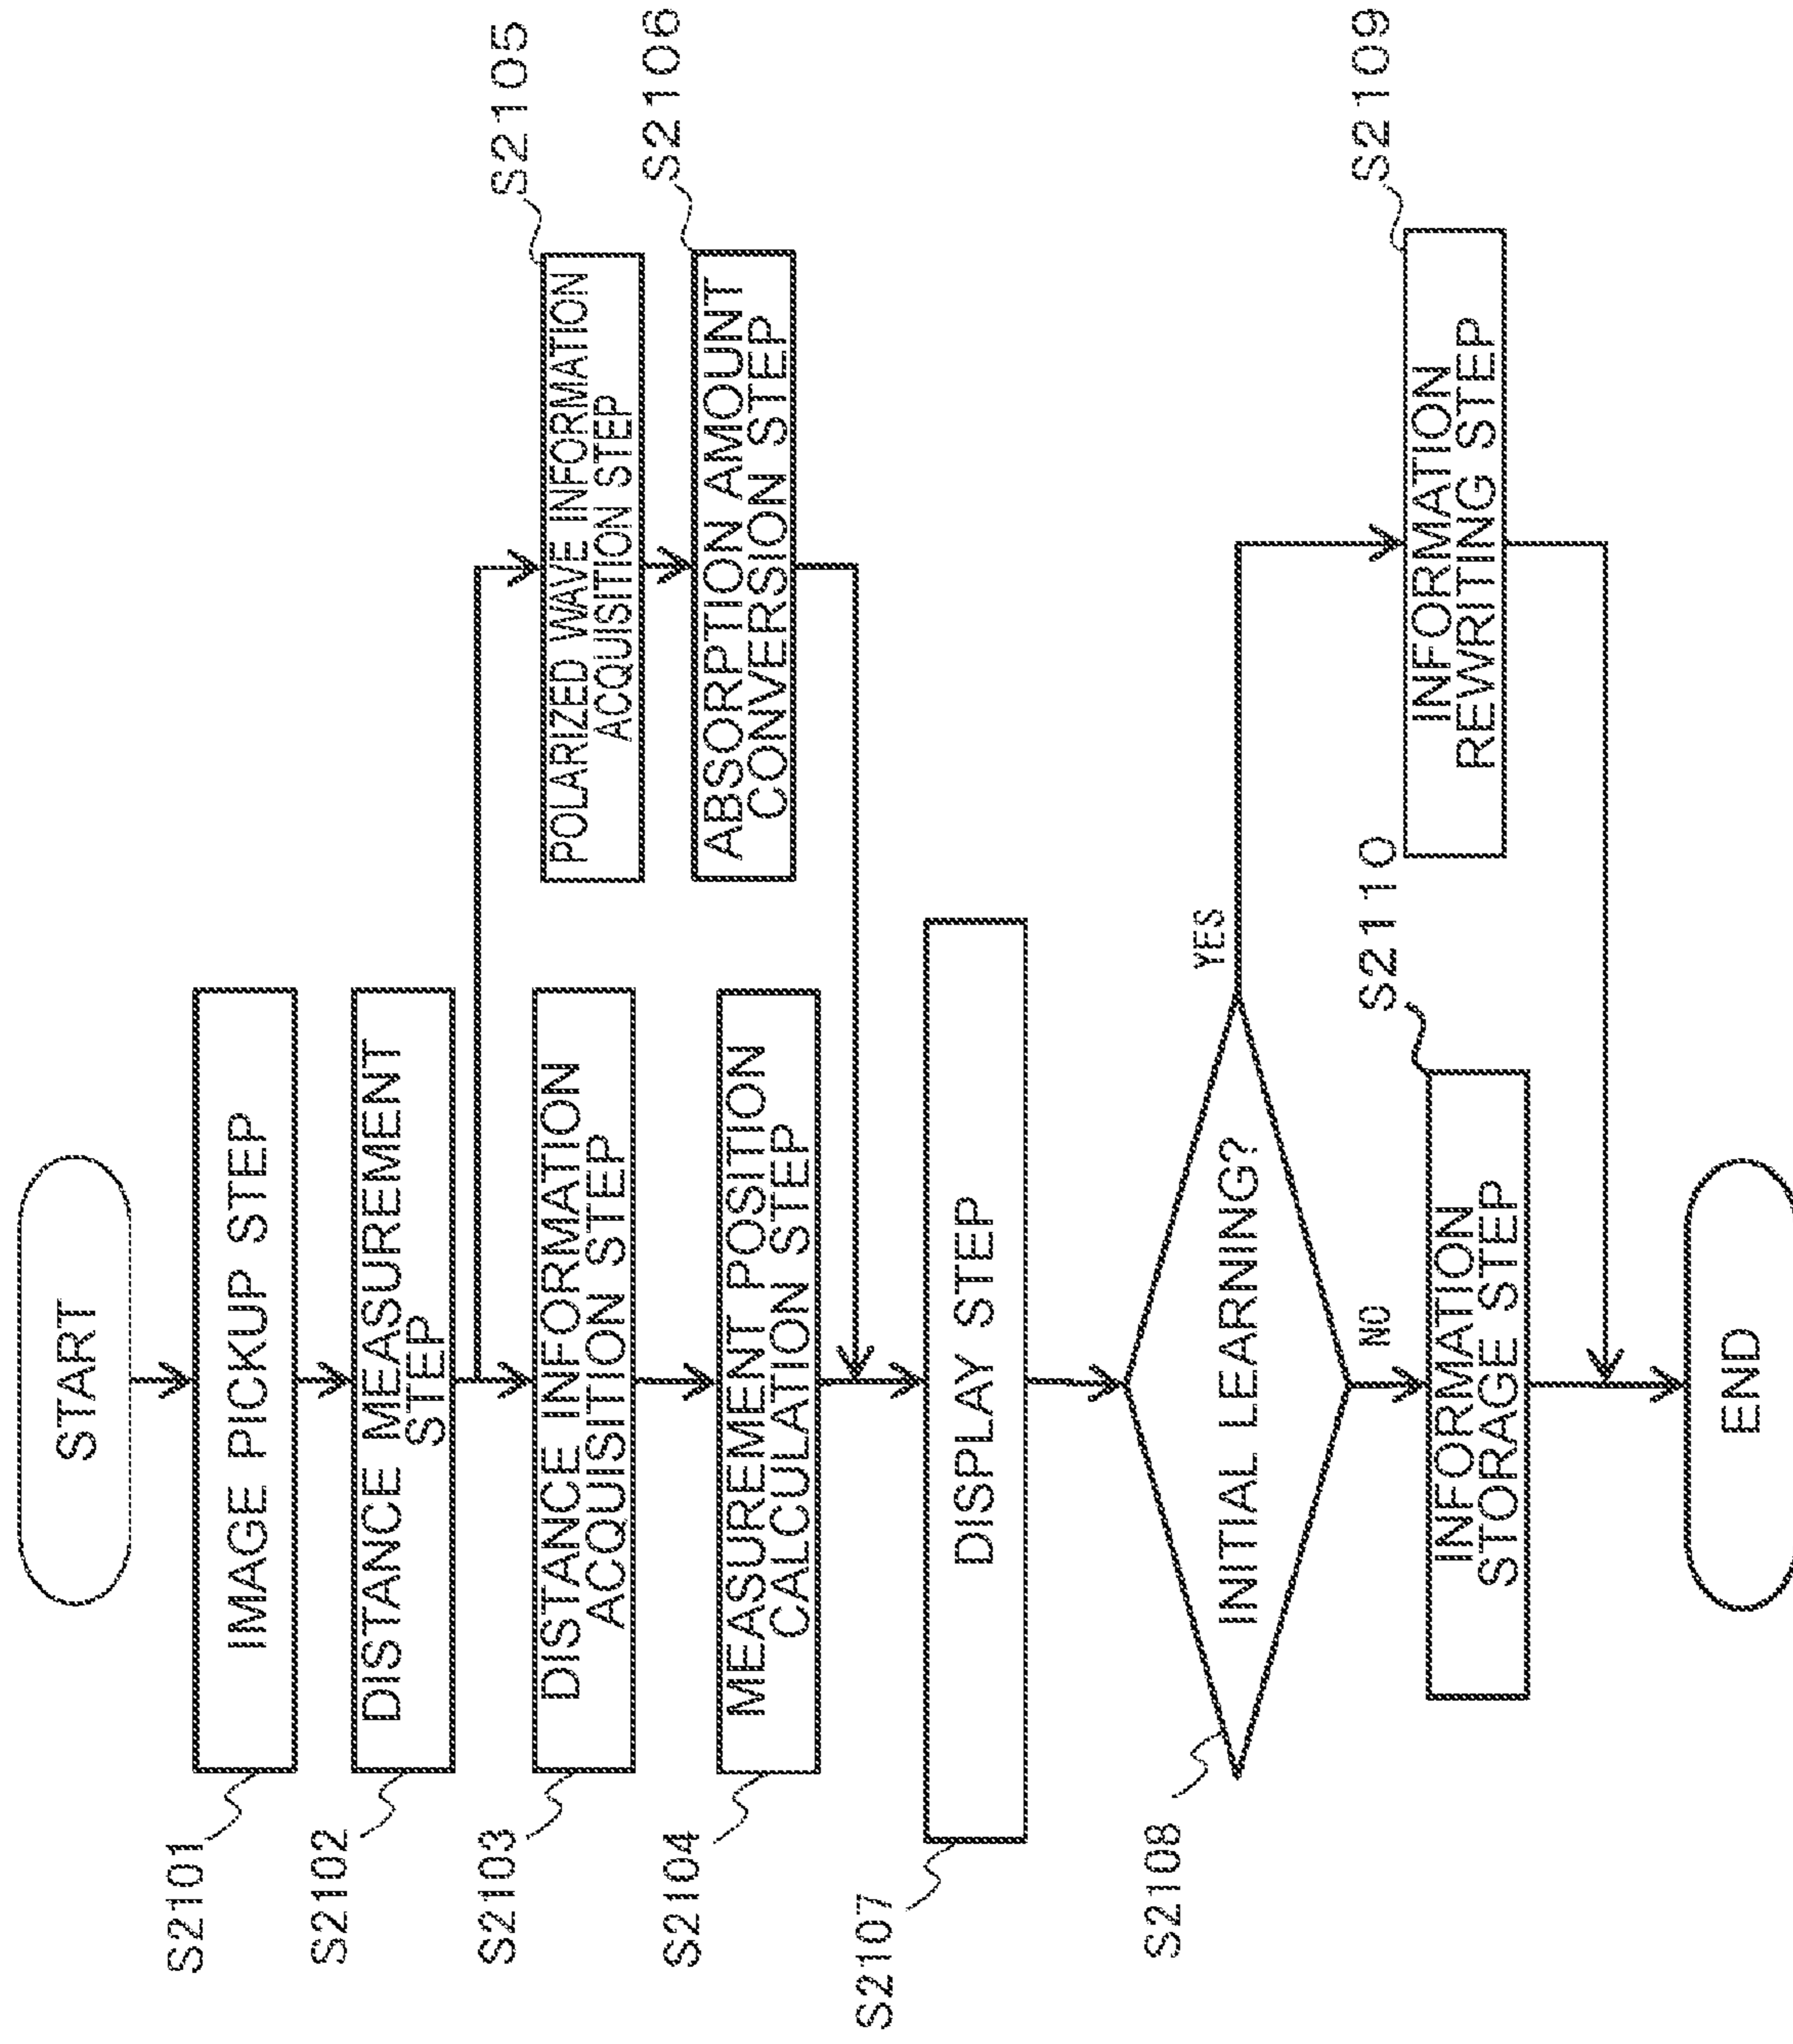 START
S2101
IMAGE PICKUP STEP
S2102
DISTANCE MEASUREMENT
STEP
S2103
DISTANCE INFORMATION
ACQUISITION STEP
S2105
POLARIZED WAVE INFORMATION
ACQUISITION STEP
S2104
MEASUREMENT POSITION
CALCULATION STEP
S2106
ABSORPTION AMOUNT
CONVERSION STEP
S2107
DISPLAY STEP
S2108
INITIAL LEARNING?
YES
NO
S2110
INFORMATION
STORAGE STEP
S2109
INFORMATION
REWRITING STEP
END